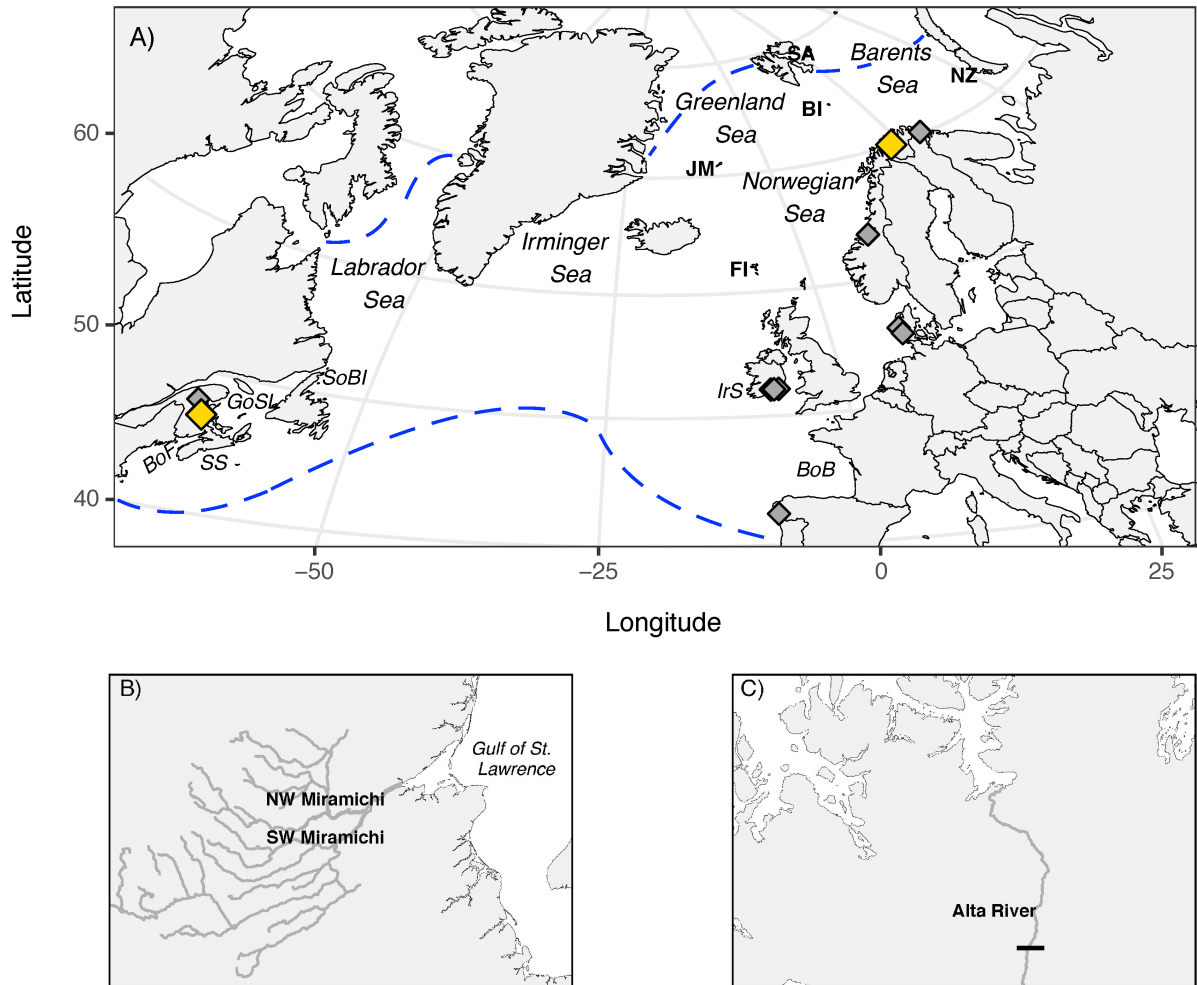 A)
SA
Barents
Sea
NZ
Greenland
Sea
BI
JM
Norwegian
Sea
Irminger
Sea
Labrador
Sea
FI
SoBI
GoSL
IrS
BoF
SS
BoB
60
50
40
Latitude
−50
−25
0
25
Longitude
B)
Gulf of St.
Lawrence
NW Miramichi
SW Miramichi
C)
Alta River